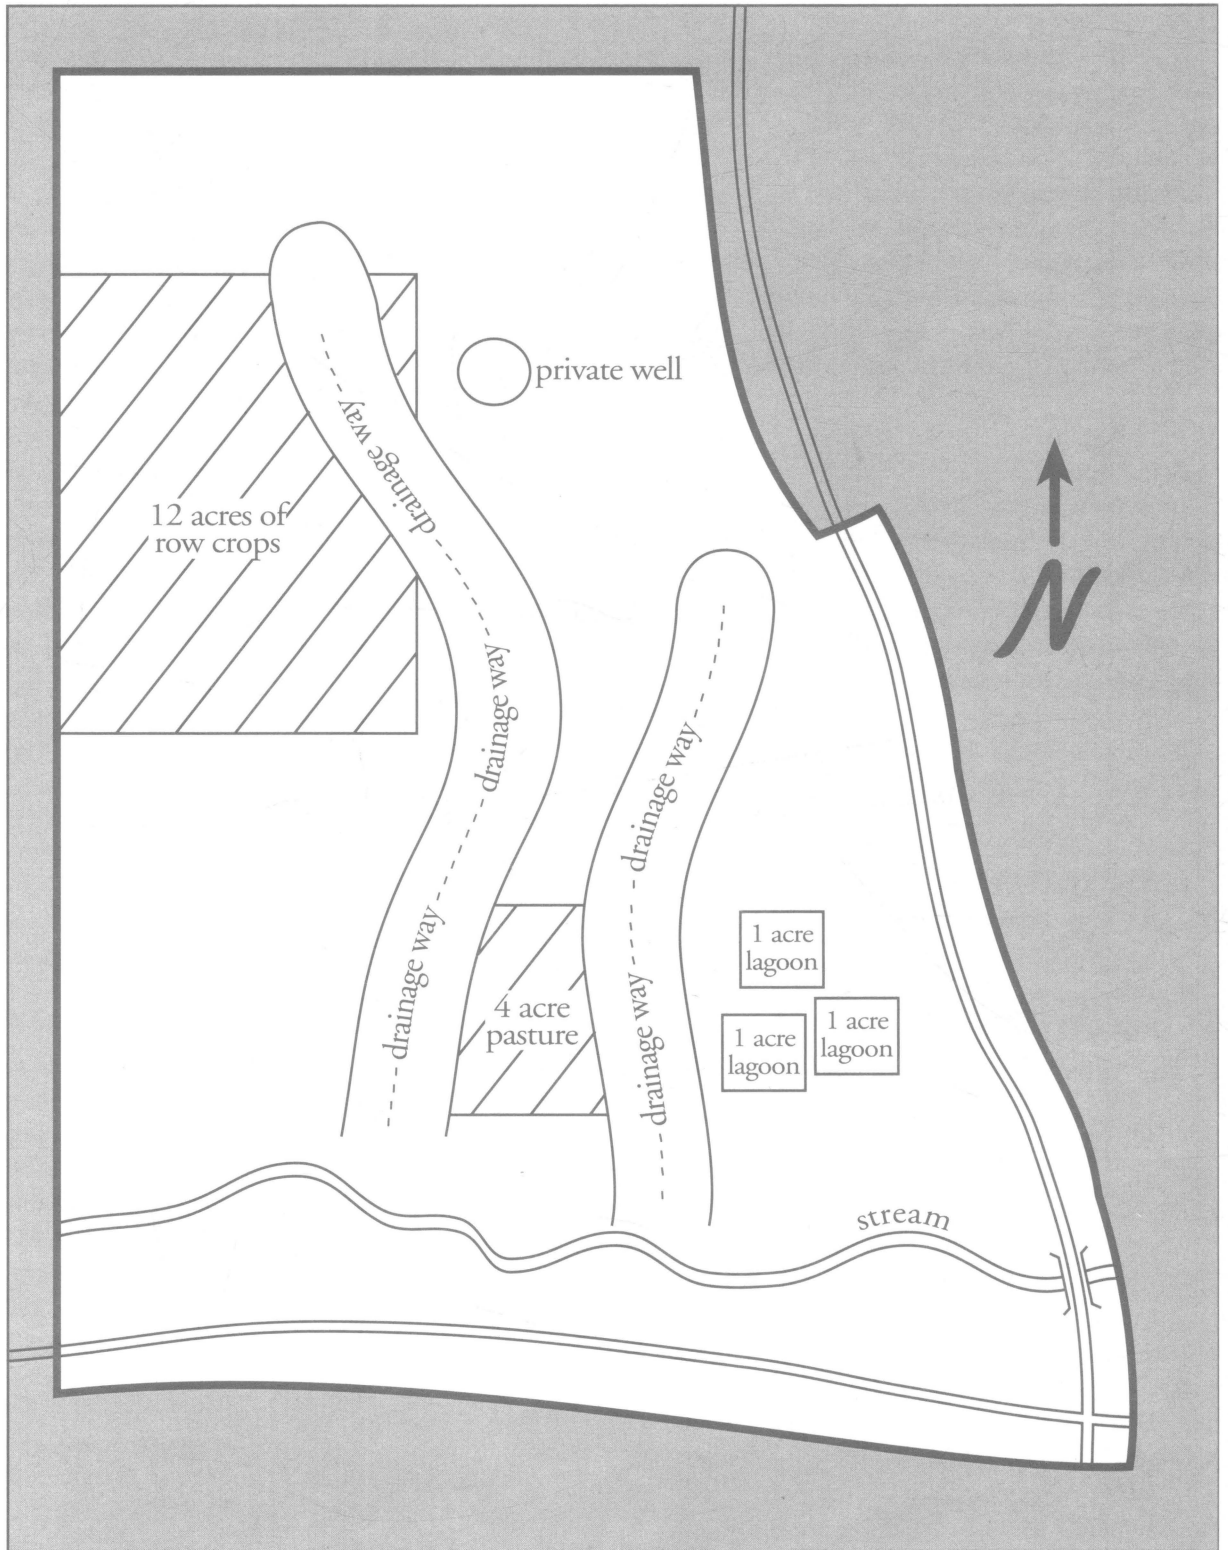 private well
drainage way
drainage way
12 acres of
row crops
N
drainage way
drainage way
drainage way
1 acre
lagoon
4 acre
pasture
1 acre
lagoon
1 acre
lagoon
drainage way
stream